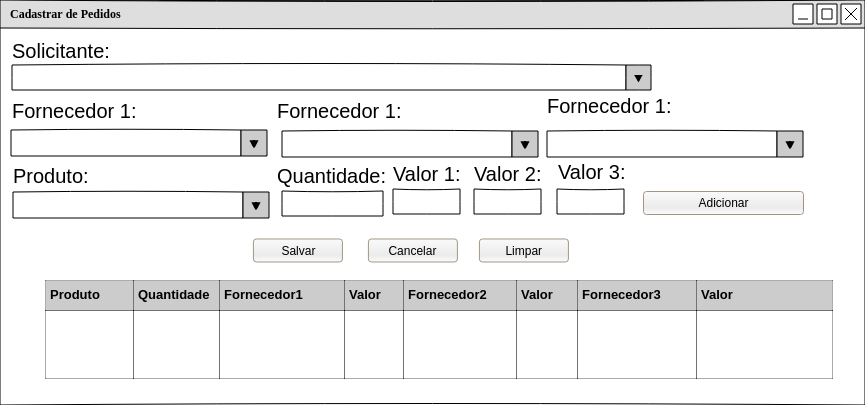 Cadastrar de Pedidos
Solicitante:
Fornecedor 1: Fornecedor 1: Fornecedor 1:
Produto: Quantidade: Valor 1: Valor 2: Valor 3:
Adicionar
Salvar Cancelar Limpar
Produto Quantidade Fornecedor1 Valor Fornecedor2 Valor Fornecedor3 Valor